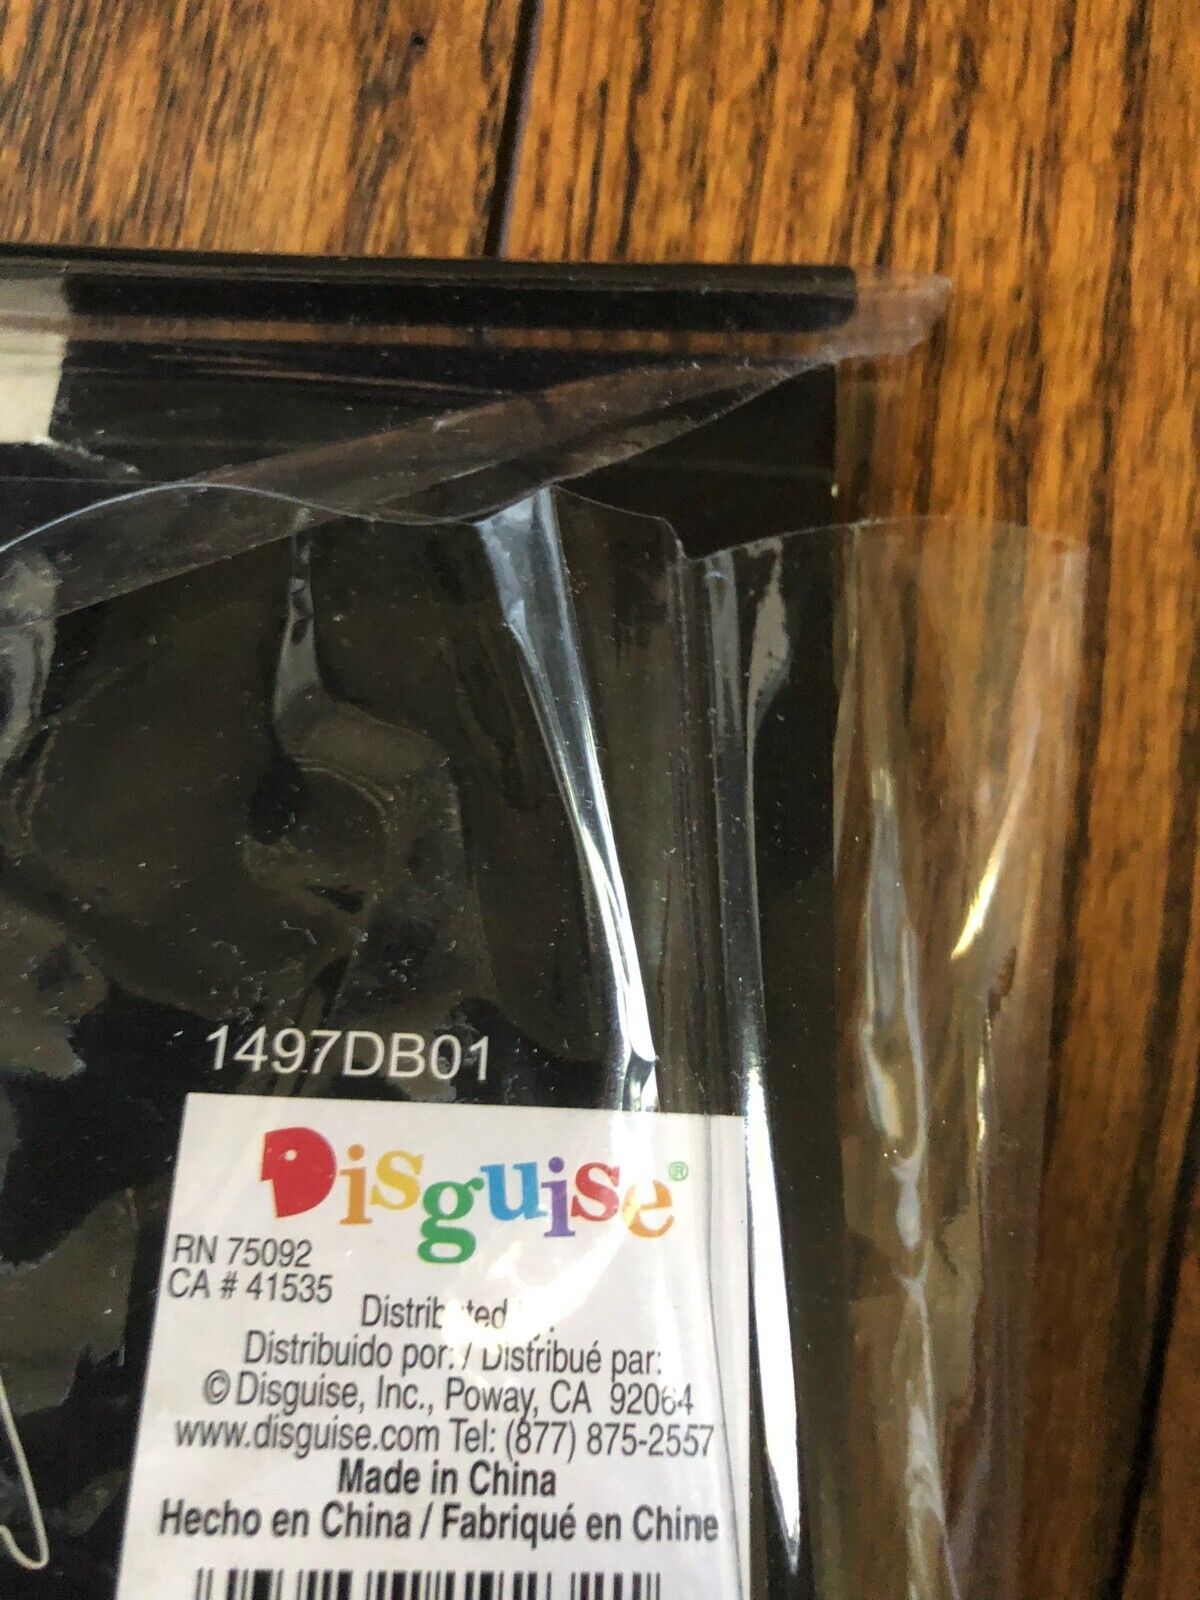 1497DB01
Disguise®
RN 75092
CA # 41535
Distribuido por: / Distribué par:
© Disguise, Inc., Poway, CA 92064
www.disguise.com Tel: (877) 875-2557
Made in China
Hecho en China / Fabriqué en Chine